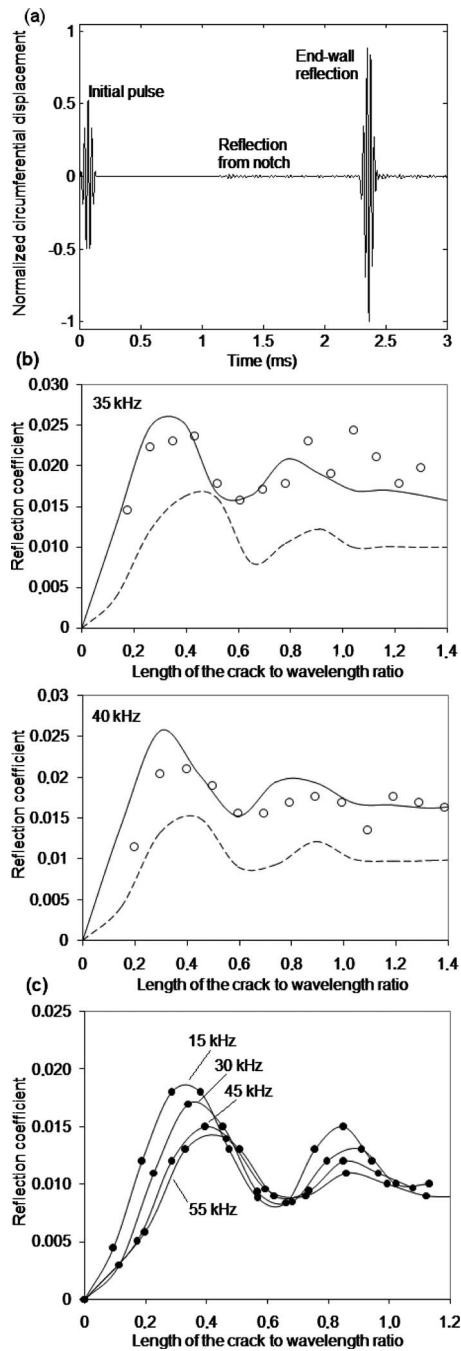 (a)
Normalized circumferential displacement
1
0.5
0
-0.5
-1
Initial pulse
End-wall
reflection
Reflection
from notch
0 0.5 1 1.5 2 2.5 3
Time (ms)
(b)
Reflection coefficient
0.030
0.025
0.020
0.015
0.010
0.005
0
35 kHz
0 0.2 0.4 0.6 0.8 1.0 1.2 1.4
Length of the crack to wavelength ratio
Reflection coefficient
0.03
0.025
0.02
0.015
0.01
0.005
0
40 kHz
0 0.2 0.4 0.6 0.8 1.0 1.2 1.4
Length of the crack to wavelength ratio
(c)
Reflection coefficient
0.025
0.020
0.015
0.010
0.005
0
15 kHz
30 kHz
45 kHz
55 kHz
0 0.2 0.4 0.6 0.8 1.0 1.2
Length of the crack to wavelength ratio